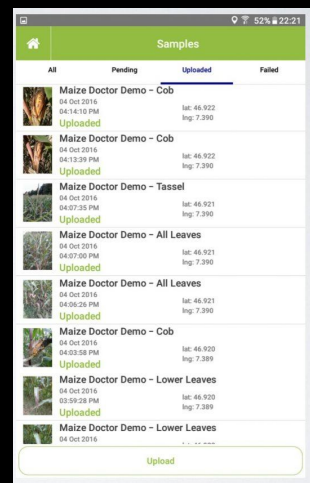 52% 22:21
Samples
All Pending Uploaded Failed
Maize Doctor Demo – Cob
04 Oct 2016
04:14:10 PM lat: 46.922
lng: 7.390
Uploaded
Maize Doctor Demo – Cob
04 Oct 2016
04:13:39 PM lat: 46.922
lng: 7.390
Uploaded
Maize Doctor Demo – Tassel
04 Oct 2016
04:07:35 PM lat: 46.921
lng: 7.390
Uploaded
Maize Doctor Demo – All Leaves
04 Oct 2016
04:07:00 PM lat: 46.921
lng: 7.390
Uploaded
Maize Doctor Demo – All Leaves
04 Oct 2016
04:06:26 PM lat: 46.921
lng: 7.390
Uploaded
Maize Doctor Demo – Cob
04 Oct 2016
04:03:58 PM lat: 46.920
lng: 7.389
Uploaded
Maize Doctor Demo – Lower Leaves
04 Oct 2016
03:59:28 PM lat: 46.920
lng: 7.389
Uploaded
Maize Doctor Demo – Lower Leaves
04 Oct 2016
Upload